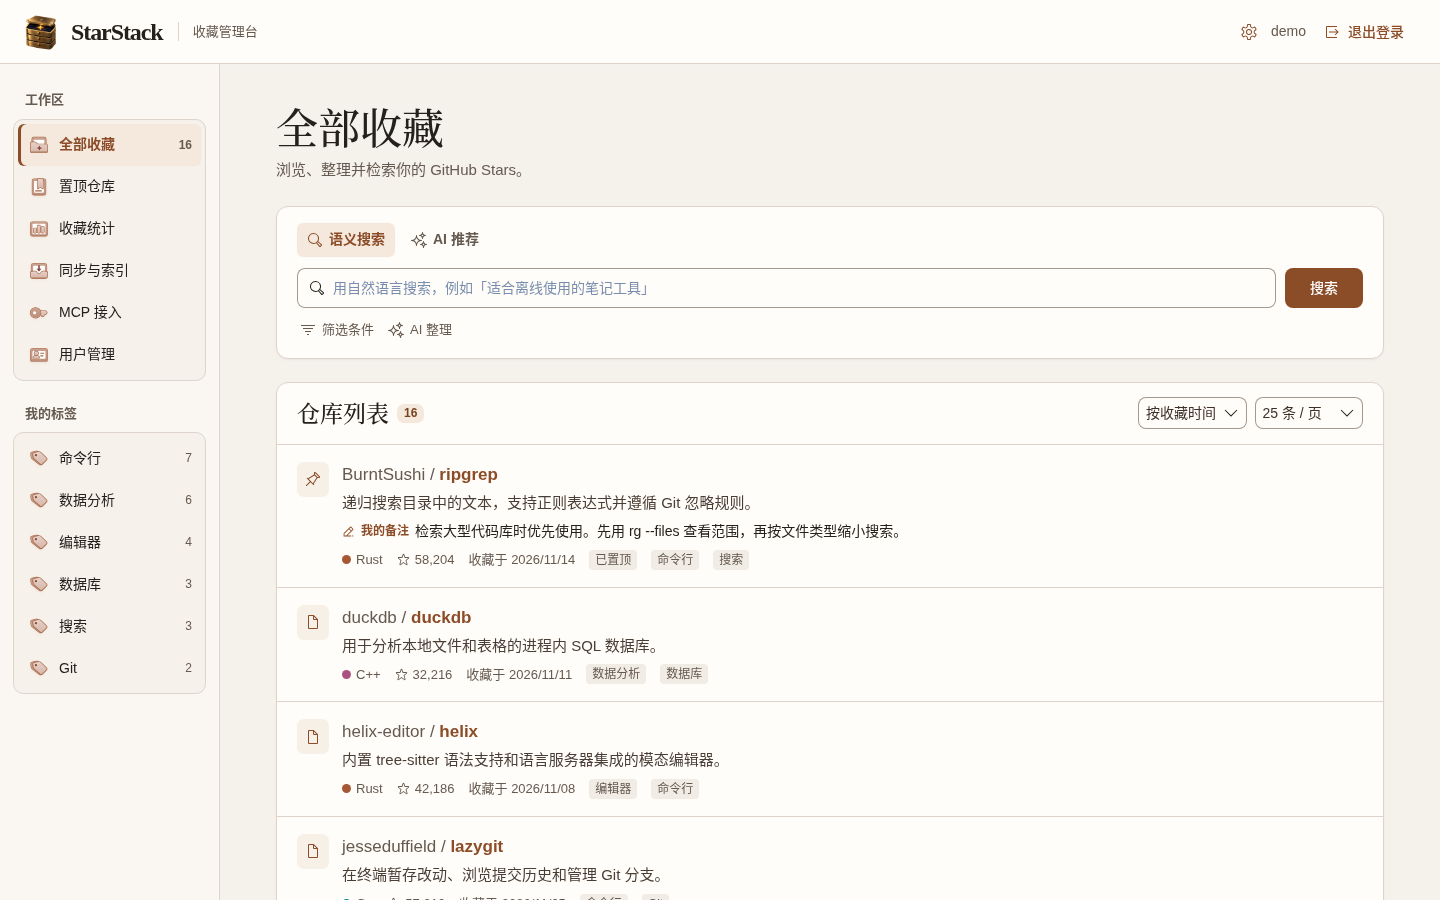 StarStack
收藏管理台
demo
退出登录
工作区
全部收藏 16
置顶仓库
收藏统计
同步与索引
MCP 接入
用户管理
我的标签
命令行 7
数据分析 6
编辑器 4
数据库 3
搜索 3
Git 2
全部收藏
浏览、整理并检索你的 GitHub Stars。
语义搜索 AI 推荐
用自然语言搜索，例如「适合离线使用的笔记工具」
搜索
筛选条件 AI 整理
仓库列表 16
按收藏时间 25 条 / 页
BurntSushi / ripgrep
递归搜索目录中的文本，支持正则表达式并遵循 Git 忽略规则。
我的备注 检索大型代码库时优先使用。先用 rg --files 查看范围，再按文件类型缩小搜索。
Rust 58,204 收藏于 2026/11/14 已置顶 命令行 搜索
duckdb / duckdb
用于分析本地文件和表格的进程内 SQL 数据库。
C++ 32,216 收藏于 2026/11/11 数据分析 数据库
helix-editor / helix
内置 tree-sitter 语法支持和语言服务器集成的模态编辑器。
Rust 42,186 收藏于 2026/11/08 编辑器 命令行
jesseduffield / lazygit
在终端暂存改动、浏览提交历史和管理 Git 分支。